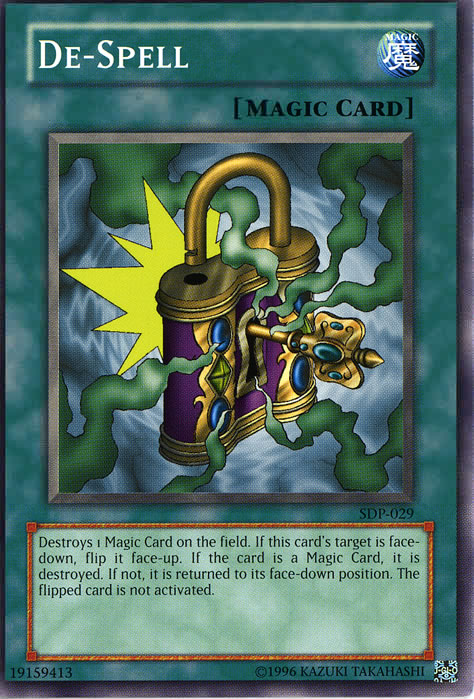 De-Spell
MAGIC
魔
[Magic Card]
SDP-029
Destroys 1 Magic Card on the field. If this card's target is face-
down, flip it face-up. If the card is a Magic Card, it is
destroyed. If not, it is returned to its face-down position. The
flipped card is not activated.
19159413
©1996 KAZUKI TAKAHASHI